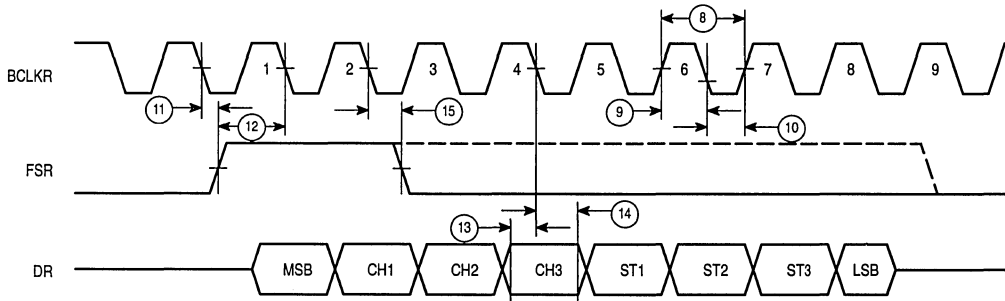 8
BCLKR 1 2 3 4 5 6 7 8 9
11 15 9 10
12
FSR
13 14
DR MSB CH1 CH2 CH3 ST1 ST2 ST3 LSB